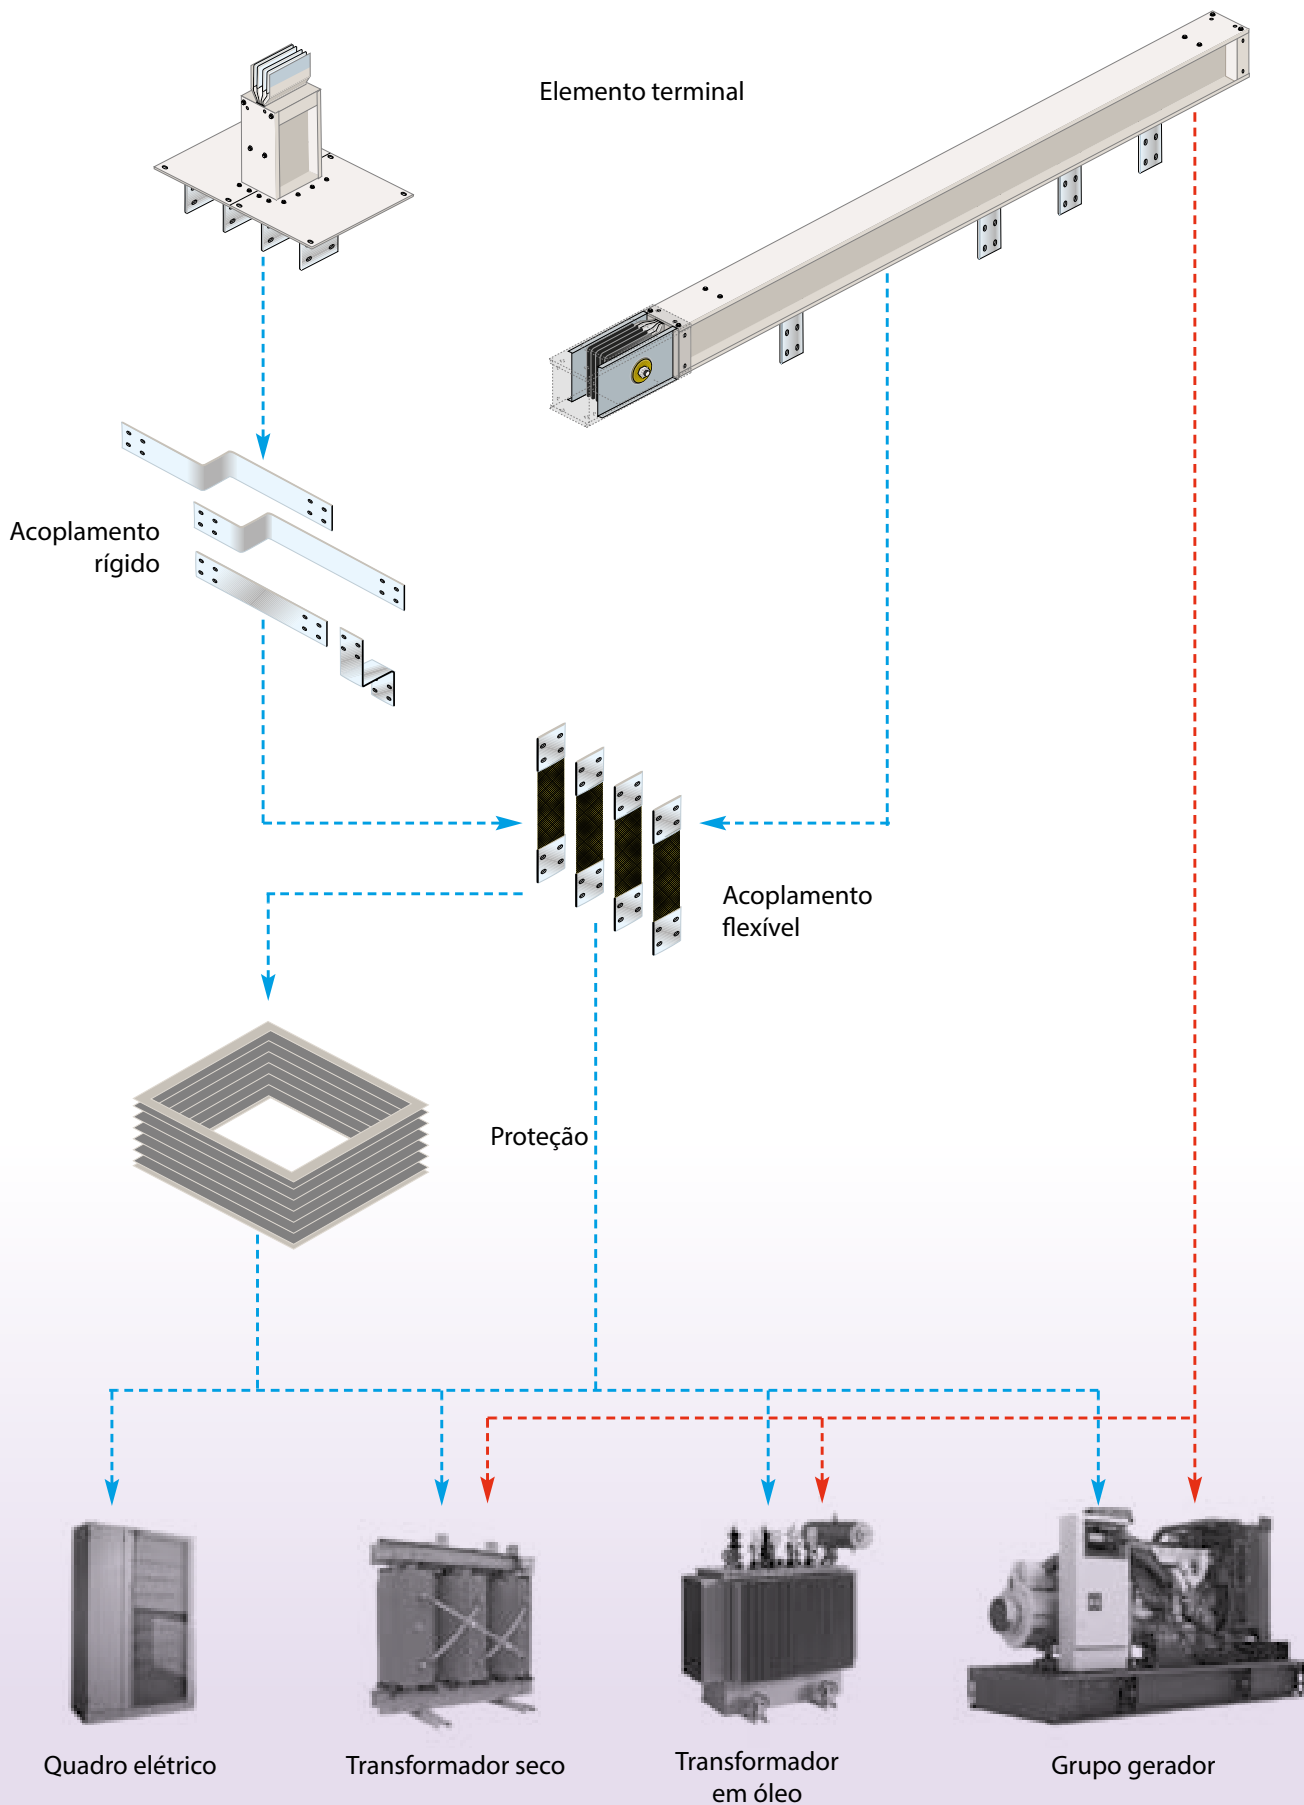 Elemento terminal
Acoplamento
rígido
Acoplamento
flexível
Proteção
Quadro elétrico
Transformador seco
Transformador
em óleo
Grupo gerador